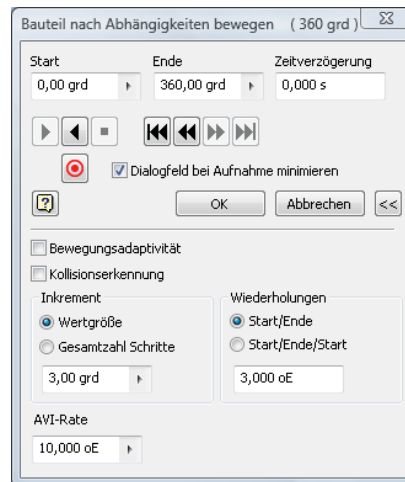 Bauteil nach Abhängigkeiten bewegen ( 360 grd )
Start Ende Zeitverzögerung
0,00 grd 360,00 grd 0,000 s
Dialogfeld bei Aufnahme minimieren
OK Abbrechen <<
Bewegungsadaptivität
Kollisionserkennung
Inkrement
Wertgröße
Gesamtzahl Schritte
3,00 grd
Wiederholungen
Start/Ende
Start/Ende/Start
3,000 oE
AVI-Rate
10,000 oE